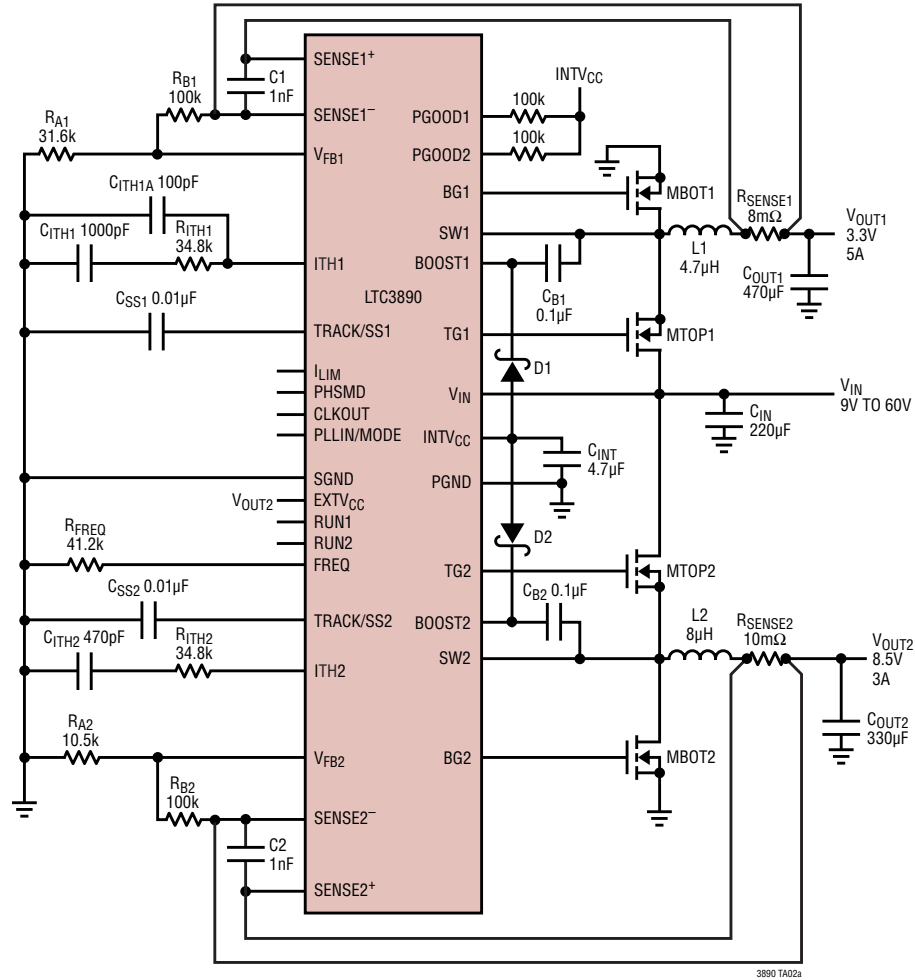 SENSE1+
C1
1nF
RB1
100k
SENSE1–
RA1
31.6k
VFB1
CITH1A 100pF
CITH1 1000pF
RITH1
34.8k
ITH1
LTC3890
CSS1 0.01µF
TRACK/SS1
ILIM
PHSMD
CLKOUT
PLLIN/MODE
SGND
VOUT2
EXTVCC
RUN1
RUN2
RFREQ
41.2k
FREQ
CSS2 0.01µF
TRACK/SS2
CITH2 470pF
RITH2
34.8k
ITH2
RA2
10.5k
VFB2
RB2
100k
SENSE2–
C2
1nF
SENSE2+
INTVCC
100k
PGOOD1
100k
PGOOD2
BG1
MBOT1
SW1
L1
4.7µH
RSENSE1
8mΩ
VOUT1
3.3V
5A
COUT1
470µF
BOOST1
CB1
0.1µF
TG1
MTOP1
D1
VIN
VIN
9V TO 60V
CIN
220µF
INTVCC
CINT
4.7µF
PGND
D2
TG2
MTOP2
CB2 0.1µF
BOOST2
SW2
L2
8µH
RSENSE2
10mΩ
VOUT2
8.5V
3A
COUT2
330µF
BG2
MBOT2
3890 TA02a